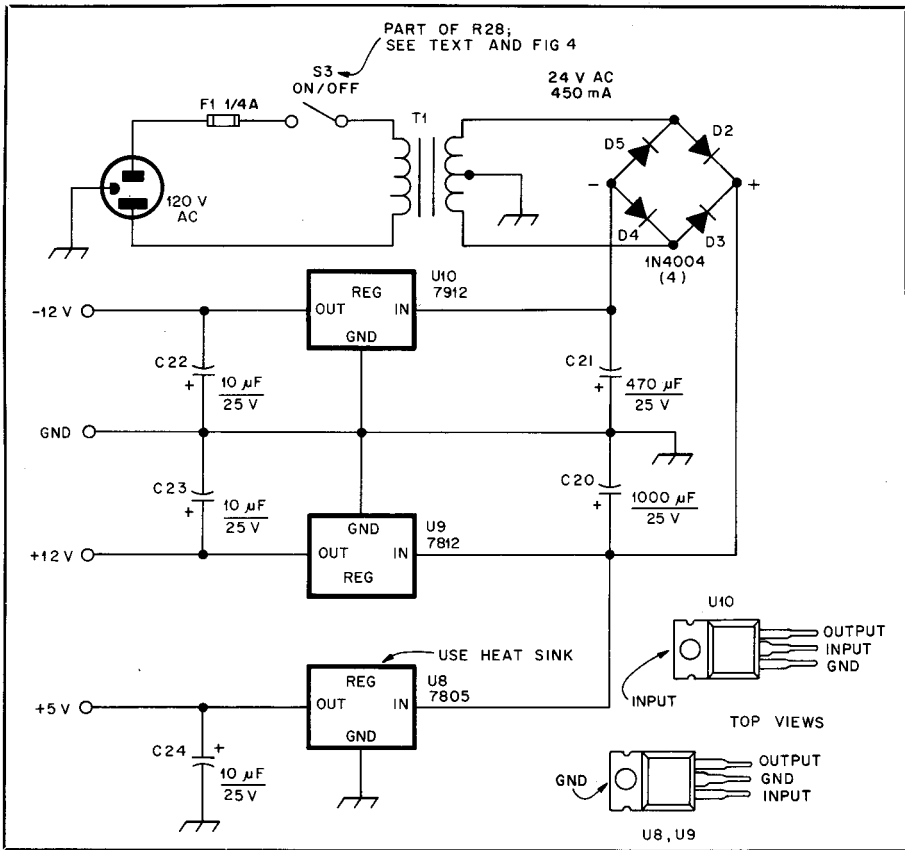 PART OF R28;
SEE TEXT AND FIG 4
S3
ON/OFF
F1 1/4A
T1
24 V AC
450 mA
D5
D2
-
+
D4
D3
1N4004
(4)
120 V
AC
U10
7912
REG
OUT
IN
GND
-12 V
C22
+
10 µF
25 V
C21
+
470 µF
25 V
GND
C23
+
10 µF
25 V
C20
+
1000 µF
25 V
GND
U9
7812
OUT
IN
REG
+12 V
USE HEAT SINK
REG
U8
7805
OUT
IN
GND
+5 V
C24
+
10 µF
25 V
U10
OUTPUT
INPUT
GND
INPUT
TOP VIEWS
OUTPUT
GND
INPUT
GND
U8, U9